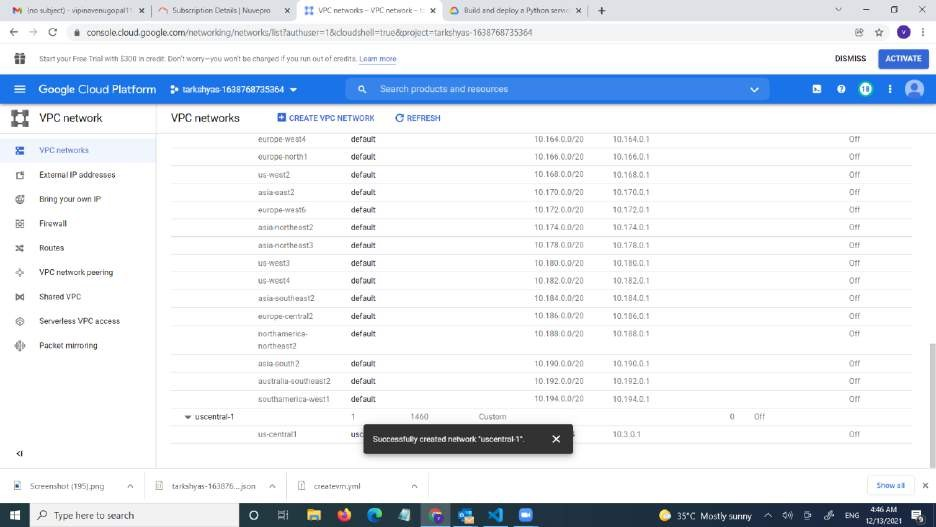 (no subject) - vipinavenugopal11
Subscription Details | Nuvepro
VPC networks – VPC network – t
Build and deploy a Python servic
console.cloud.google.com/networking/networks/list?authuser=1&cloudshell=true&project=tarkshyas-1638768735364
V
Start your Free Trial with $300 in credit. Don't worry—you won't be charged if you run out of credits. Learn more
DISMISS
ACTIVATE
Google Cloud Platform
tarkshyas-1638768735364
Search products and resources
18
VPC network
VPC networks
CREATE VPC NETWORK
REFRESH
VPC networks
External IP addresses
Bring your own IP
Firewall
Routes
VPC network peering
Shared VPC
Serverless VPC access
Packet mirroring
europe-west4 default 10.164.0.0/20 10.164.0.1 Off
europe-north1 default 10.166.0.0/20 10.166.0.1 Off
us-west2 default 10.168.0.0/20 10.168.0.1 Off
asia-east2 default 10.170.0.0/20 10.170.0.1 Off
europe-west6 default 10.172.0.0/20 10.172.0.1 Off
asia-northeast2 default 10.174.0.0/20 10.174.0.1 Off
asia-northeast3 default 10.178.0.0/20 10.178.0.1 Off
us-west3 default 10.180.0.0/20 10.180.0.1 Off
us-west4 default 10.182.0.0/20 10.182.0.1 Off
asia-southeast2 default 10.184.0.0/20 10.184.0.1 Off
europe-central2 default 10.186.0.0/20 10.186.0.1 Off
northamerica- default 10.188.0.0/20 10.188.0.1 Off
northeast2
asia-south2 default 10.190.0.0/20 10.190.0.1 Off
australia-southeast2 default 10.192.0.0/20 10.192.0.1 Off
southamerica-west1 default 10.194.0.0/20 10.194.0.1 Off
uscentral-1 1 1460 Custom 0 Off
us-central1 10.3.0.1 Off
Successfully created network "uscentral-1".
Screenshot (195).png
tarkshyas-163876....json
createvm.yml
Show all
Type here to search
35°C Mostly sunny
ENG
4:46 AM
12/13/2021
9